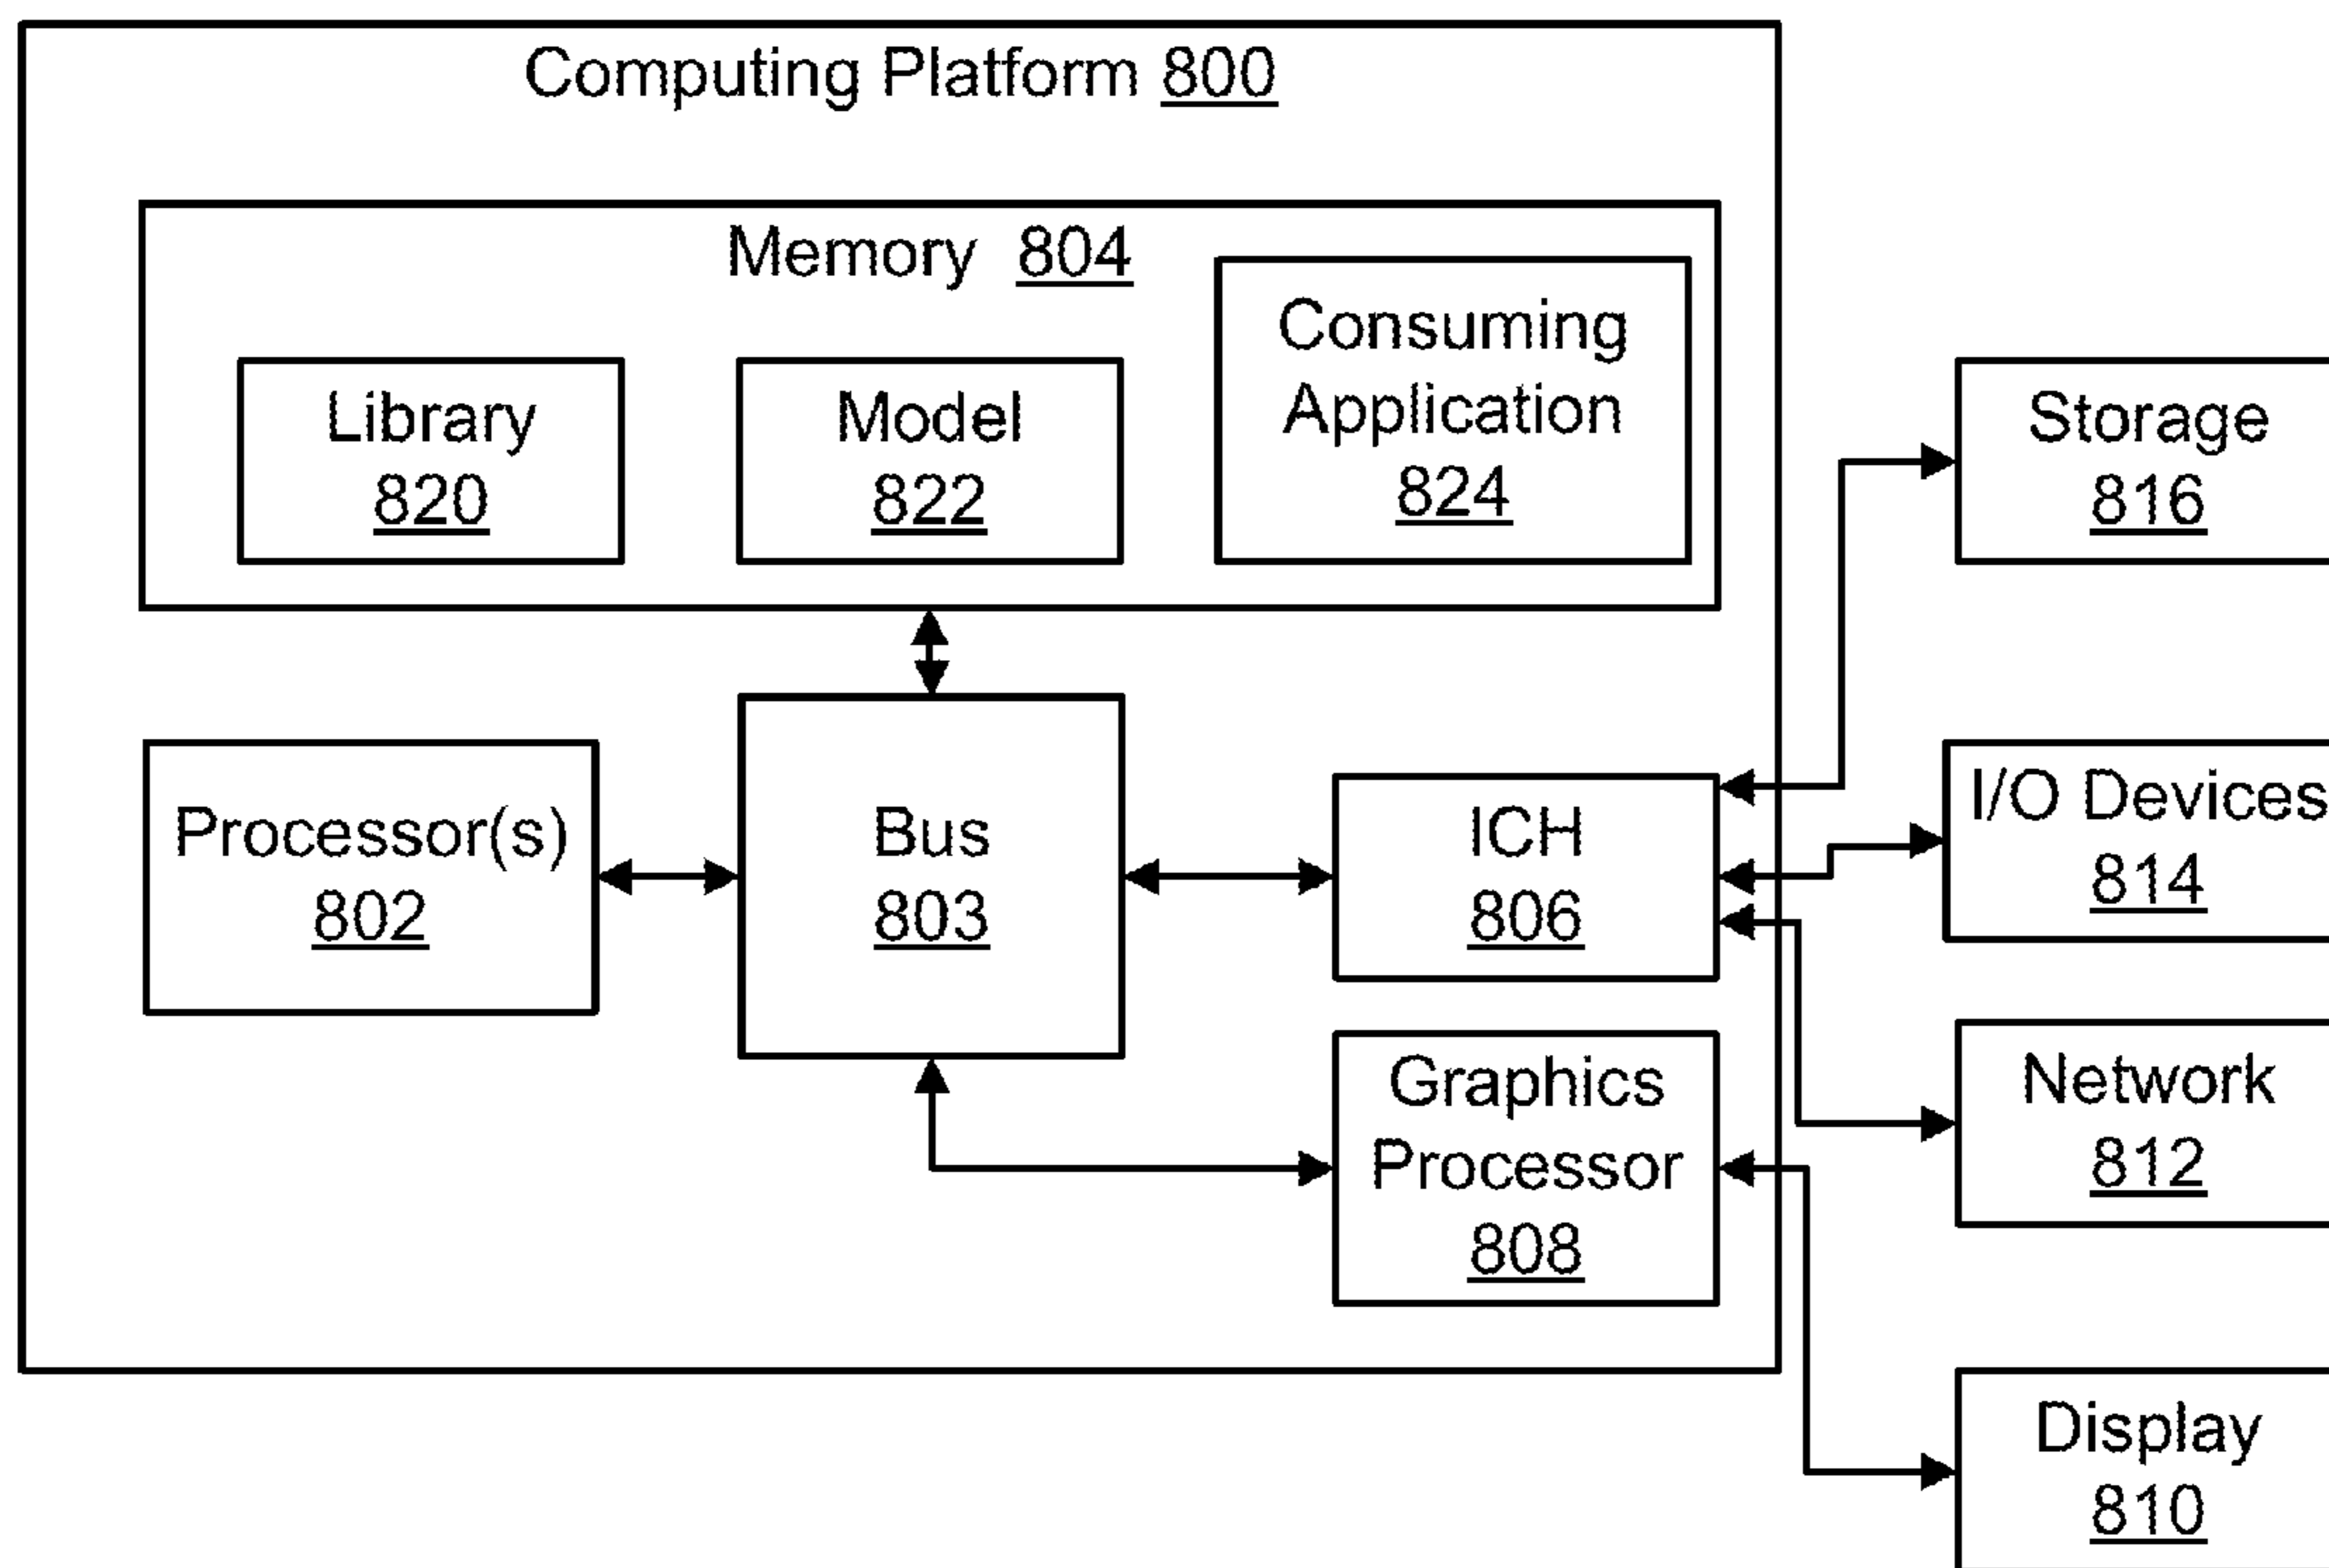 Computing Platform 800
Memory 804
Library
820
Model
822
Consuming
Application
824
Storage
816
Processor(s)
802
Bus
803
ICH
806
I/O Devices
814
Graphics
Processor
808
Network
812
Display
810